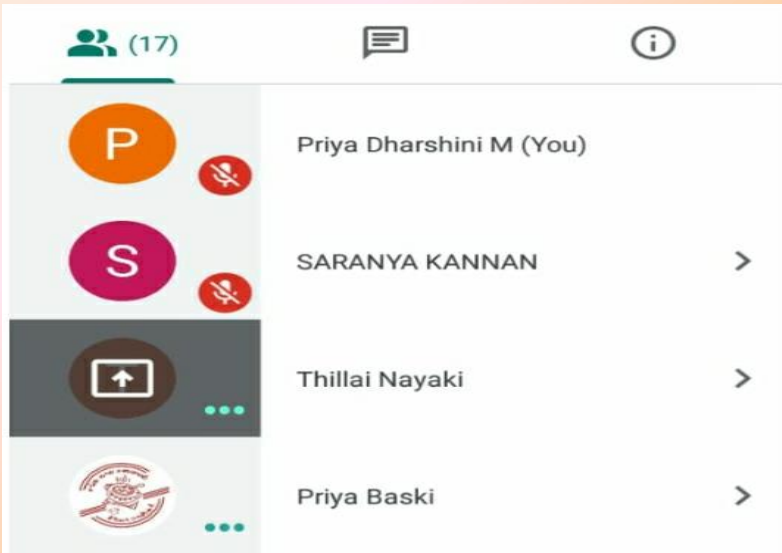 (17)
P
Priya Dharshini M (You)
S
SARANYA KANNAN
Thillai Nayaki
Priya Baski